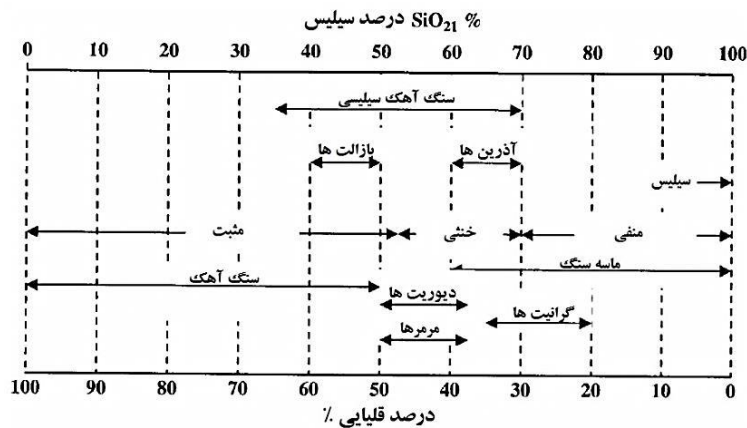 درصد سیلیس SiO21 %
0 10 20 30 40 50 60 70 80 90 100
سنگ آهک سیلیسی
بازالت ها
آذرین ها
سیلیس
مثبت
خنثی
منفی
سنگ آهک
ماسه سنگ
دیوریت ها
گرانیت ها
مرمرها
100 90 80 70 60 50 40 30 20 10 0
درصد قلیایی %